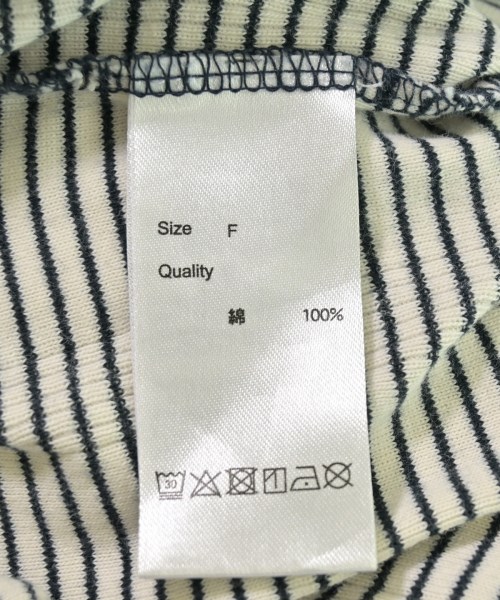 Size F
Quality
綿 100%
30